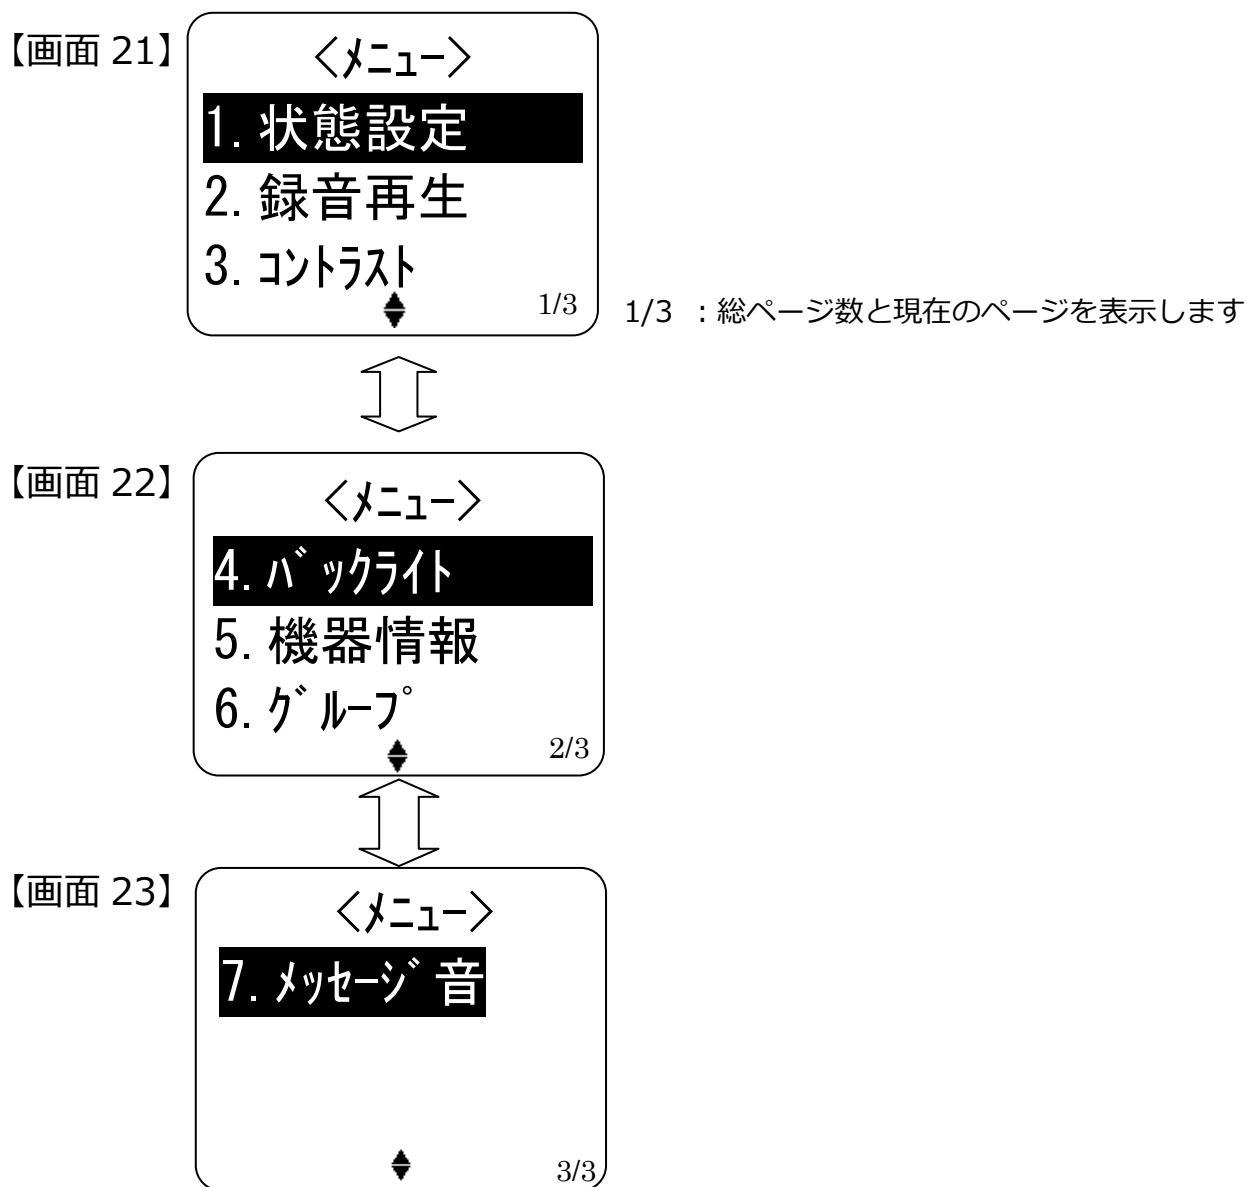 【画面 21】
<メニュー>
1. 状態設定
2. 録音再生
3. コントラスト
1/3
1/3 ：総ページ数と現在のページを表示します
【画面 22】
<メニュー>
4. バックライト
5. 機器情報
6. グループ
2/3
【画面 23】
<メニュー>
7. メッセージ音
3/3